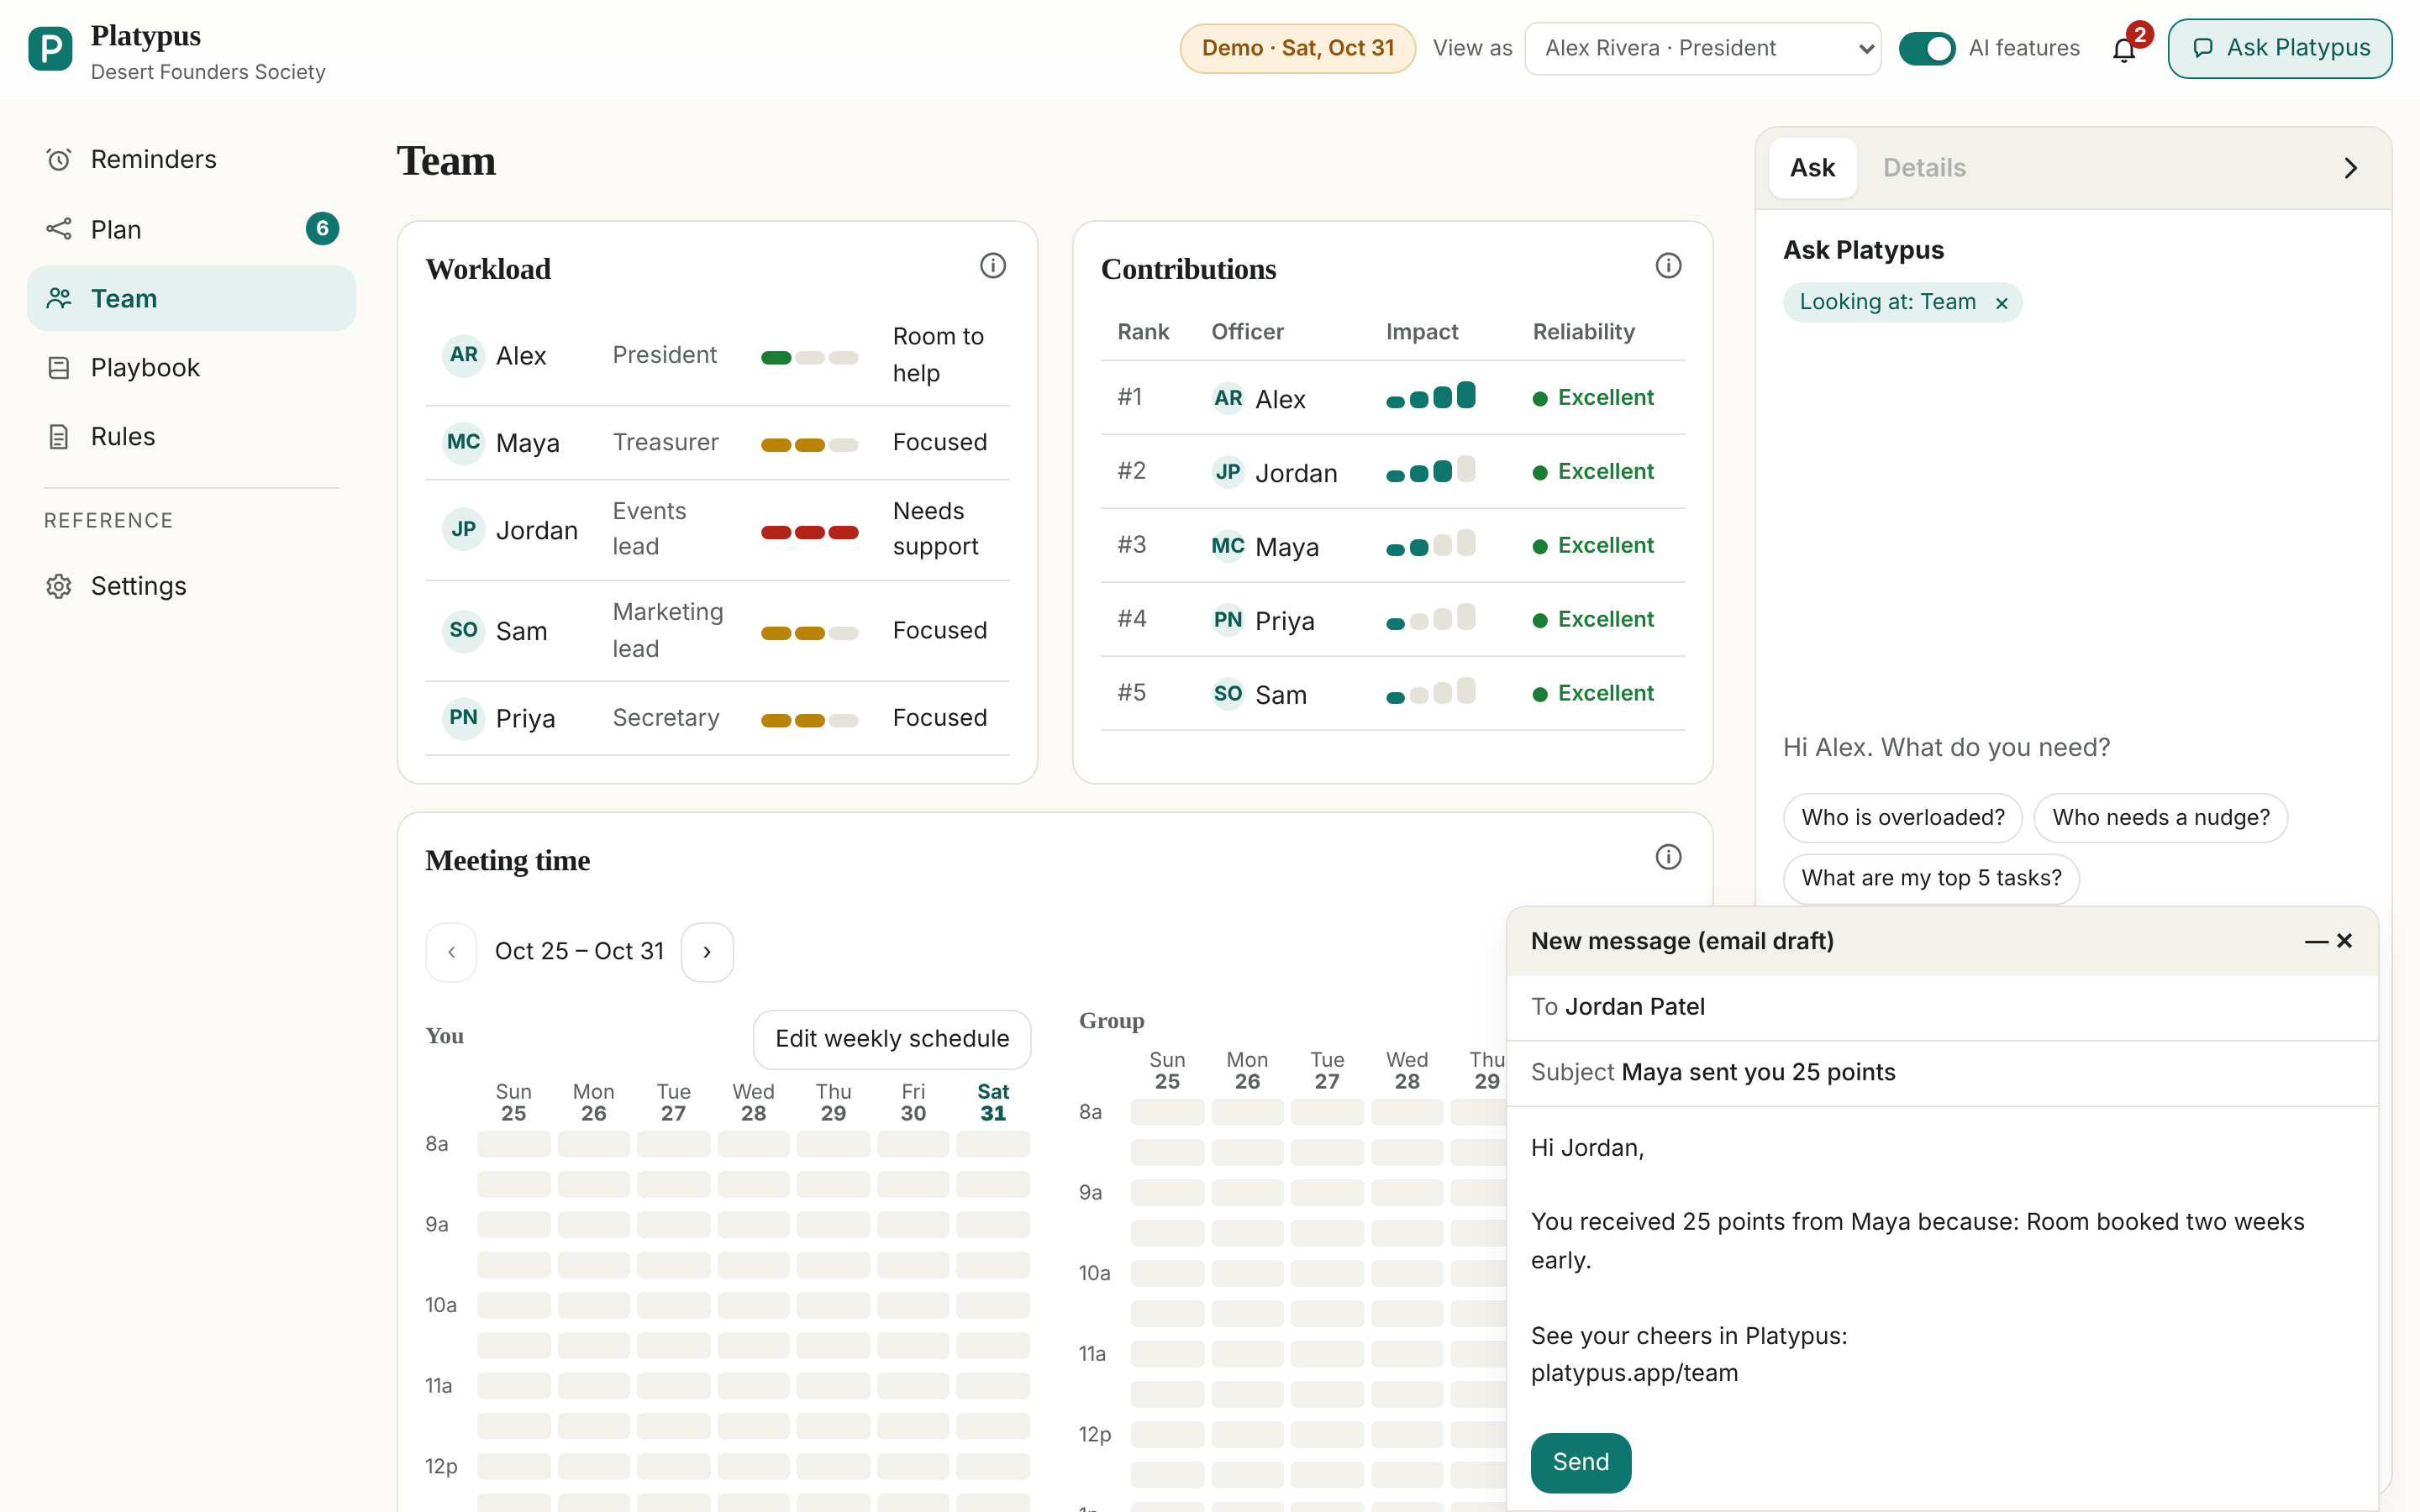 Platypus
Desert Founders Society
Demo · Sat, Oct 31
View as
Alex Rivera · President
AI features
2
Ask Platypus
Reminders
Plan
6
Team
Playbook
Rules
REFERENCE
Settings
Team
Workload
AR Alex President Room to help
MC Maya Treasurer Focused
JP Jordan Events lead Needs support
SO Sam Marketing lead Focused
PN Priya Secretary Focused
Contributions
Rank Officer Impact Reliability
#1 AR Alex Excellent
#2 JP Jordan Excellent
#3 MC Maya Excellent
#4 PN Priya Excellent
#5 SO Sam Excellent
Meeting time
Oct 25 – Oct 31
You
Edit weekly schedule
Sun Mon Tue Wed Thu Fri Sat
25 26 27 28 29 30 31
8a
9a
10a
11a
12p
Group
Sun Mon Tue Wed Thu
25 26 27 28 29
8a
9a
10a
11a
12p
Ask
Details
Ask Platypus
Looking at: Team ×
Hi Alex. What do you need?
Who is overloaded?
Who needs a nudge?
What are my top 5 tasks?
New message (email draft)
To Jordan Patel
Subject Maya sent you 25 points
Hi Jordan,
You received 25 points from Maya because: Room booked two weeks
early.
See your cheers in Platypus:
platypus.app/team
Send